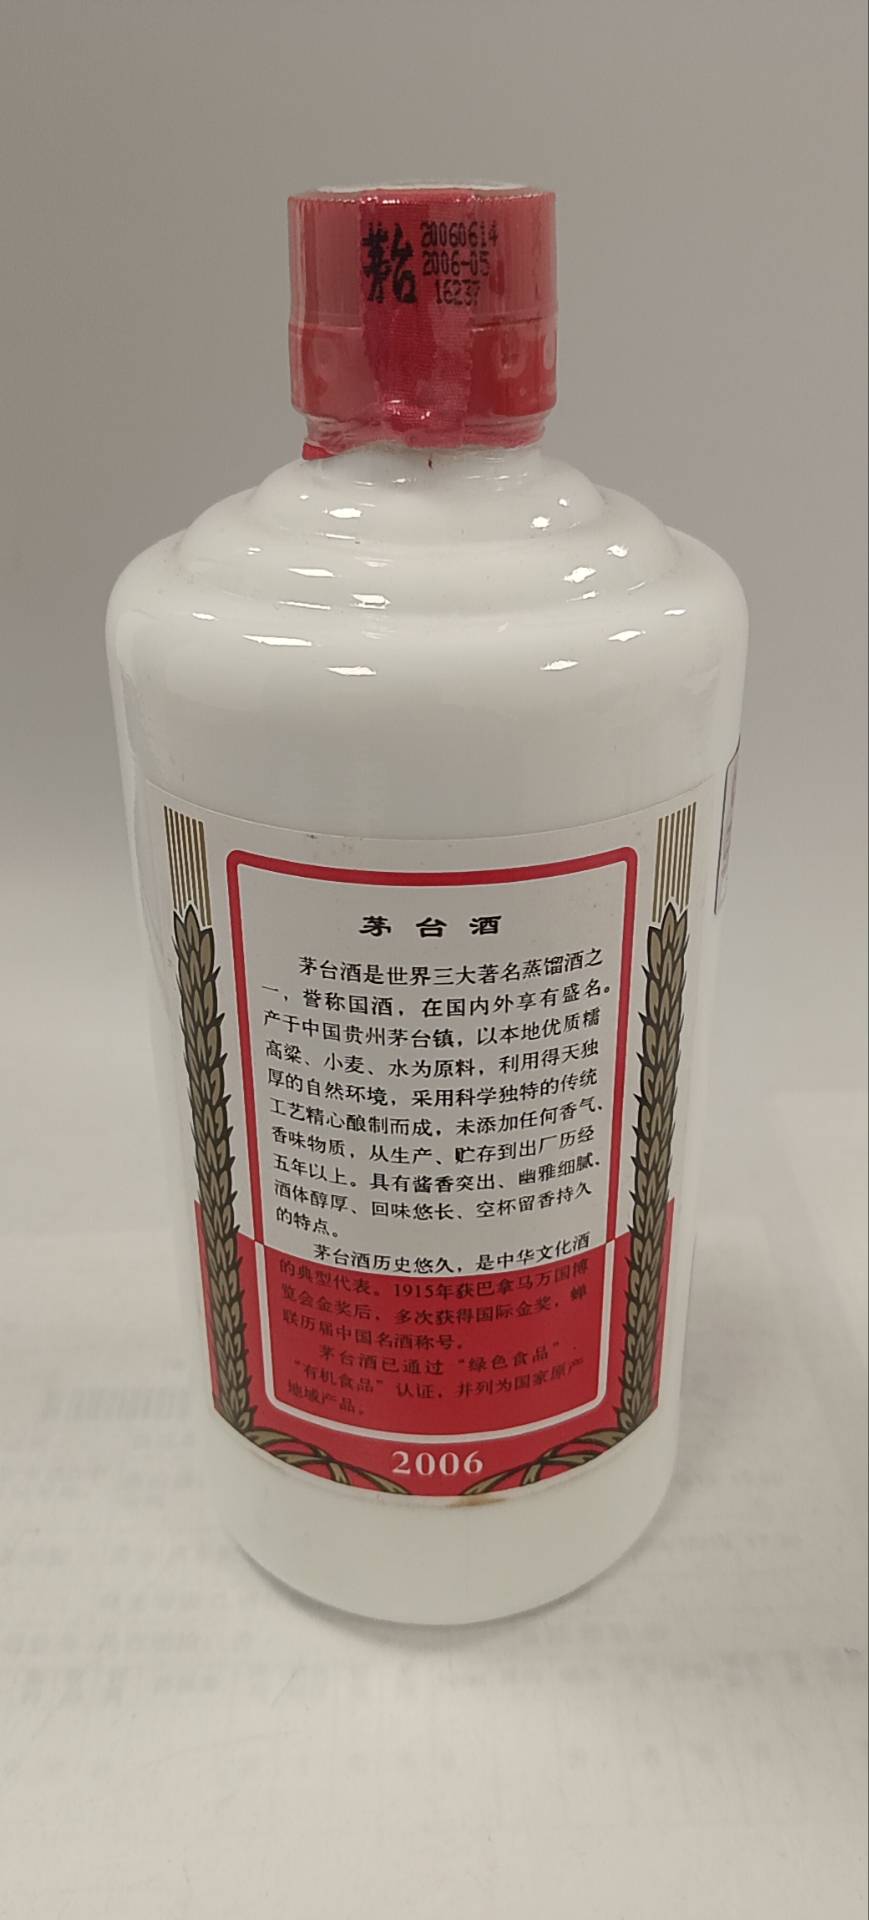 茅台
20060614
2006-05
16237
茅台酒
茅台酒是世界三大著名蒸馏酒之
一，誉称国酒，在国内外享有盛名。
产于中国贵州茅台镇，以本地优质糯
高粱、小麦、水为原料，利用得天独
厚的自然环境，采用科学独特的传统
工艺精心酿制而成，未添加任何香气、
香味物质，从生产、贮存到出厂历经
五年以上。具有酱香突出、幽雅细腻、
酒体醇厚、回味悠长、空杯留香持久
的特点。
茅台酒历史悠久，是中华文化酒
的典型代表。1915年获巴拿马万国博
览会金奖后，多次获得国际金奖，蝉
联历届中国名酒称号。
茅台酒已通过“绿色食品”、
“有机食品”认证，并列为国家原产
地域产品。
2006